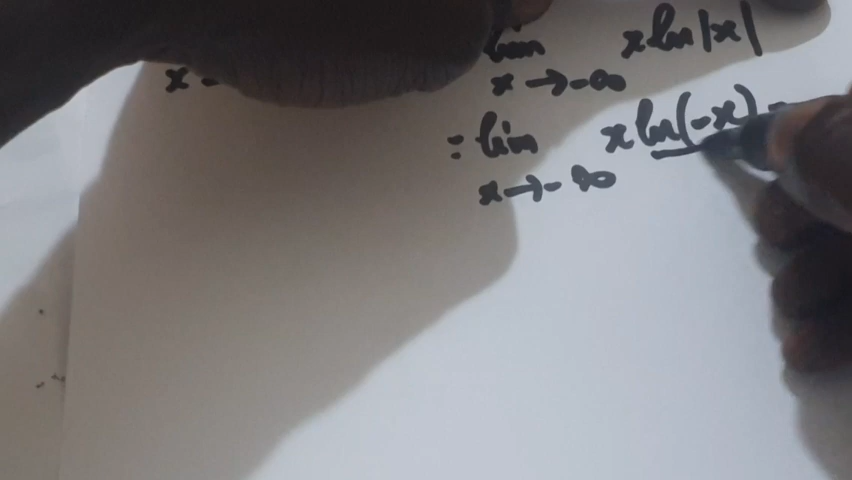 lim x ln|x|
x → x → -∞
= lim x ln(-x) =
x → -∞